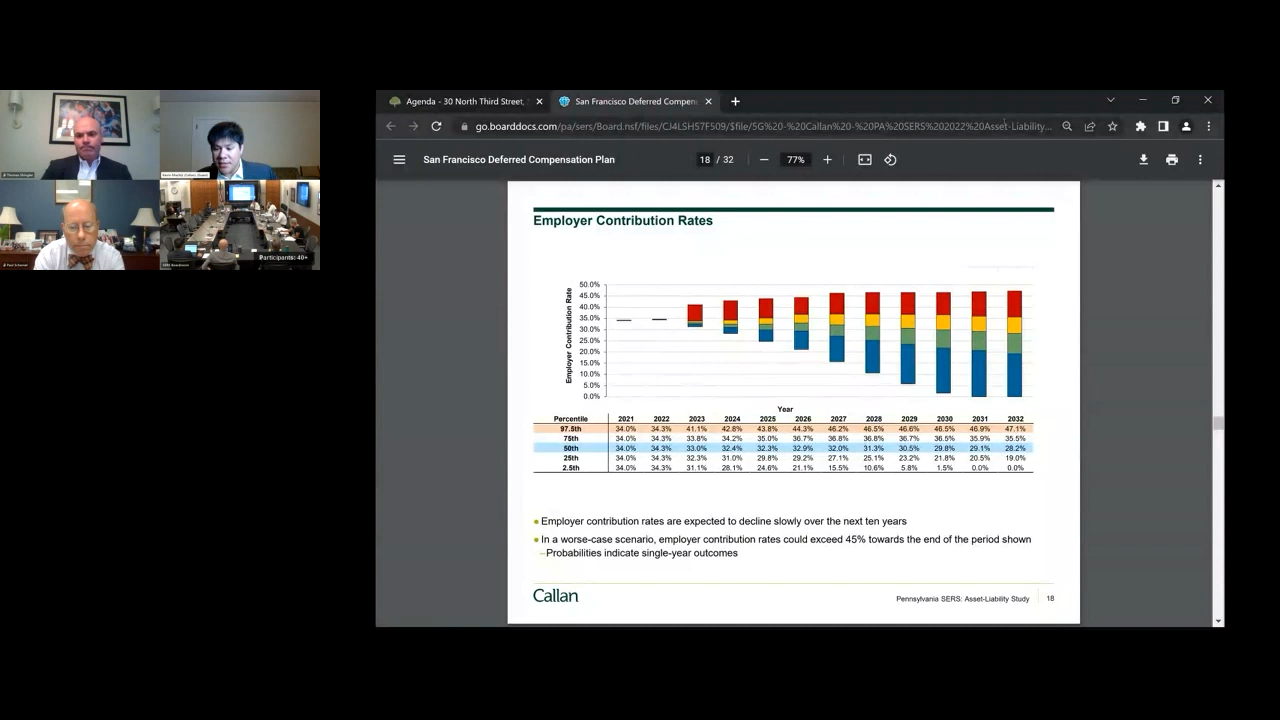 Agenda - 30 North Third Street,
San Francisco Deferred Compen
go.boarddocs.com/pa/sers/Board.nsf/files/CJ4LSH57F509/$file/5G%20-%20Callan%20-%20PA%20SERS%202022%20Asset-Liability...
San Francisco Deferred Compensation Plan
18 / 32
77%
Participants: 40+
Employer Contribution Rates
Employer Contribution Rate
50.0%
45.0%
40.0%
35.0%
30.0%
25.0%
20.0%
15.0%
10.0%
5.0%
0.0%
Year
Percentile 2021 2022 2023 2024 2025 2026 2027 2028 2029 2030 2031 2032
97.5th 34.0% 34.3% 41.1% 42.8% 43.8% 44.3% 46.2% 46.5% 46.6% 46.5% 46.9% 47.1%
75th 34.0% 34.3% 33.8% 34.2% 35.0% 36.7% 36.8% 36.8% 36.7% 36.5% 35.9% 35.5%
50th 34.0% 34.3% 33.0% 32.4% 32.3% 32.9% 32.0% 31.3% 30.5% 29.8% 29.1% 28.2%
25th 34.0% 34.3% 32.3% 31.0% 29.8% 29.2% 27.1% 25.1% 23.2% 21.8% 20.5% 19.0%
2.5th 34.0% 34.3% 31.1% 28.1% 24.6% 21.1% 15.5% 10.6% 5.8% 1.5% 0.0% 0.0%
Employer contribution rates are expected to decline slowly over the next ten years
In a worse-case scenario, employer contribution rates could exceed 45% towards the end of the period shown
–Probabilities indicate single-year outcomes
Callan
Pennsylvania SERS: Asset-Liability Study 18